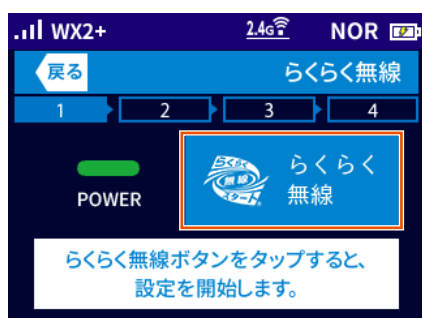 WX2+ 2.4G NOR
戻る らくらく無線
1 2 3 4
らくらく
無線
スタート
らくらく
無線
POWER
らくらく無線ボタンをタップすると、
設定を開始します。